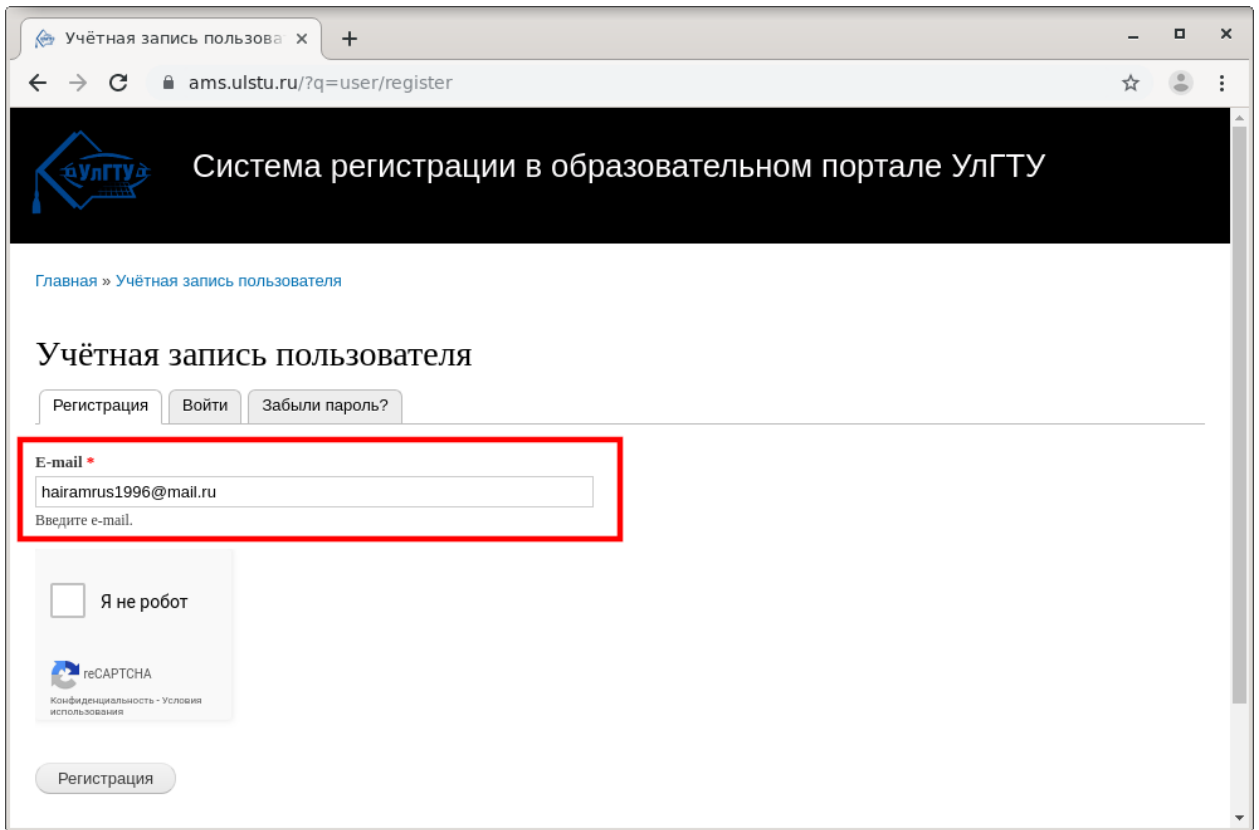 Учётная запись пользова
ams.ulstu.ru/?q=user/register
УлГТУ
Система регистрации в образовательном портале УлГТУ
Главная » Учётная запись пользователя
Учётная запись пользователя
Регистрация Войти Забыли пароль?
E-mail *
hairamrus1996@mail.ru
Введите e-mail.
Я не робот
reCAPTCHA
Конфиденциальность - Условия
использования
Регистрация